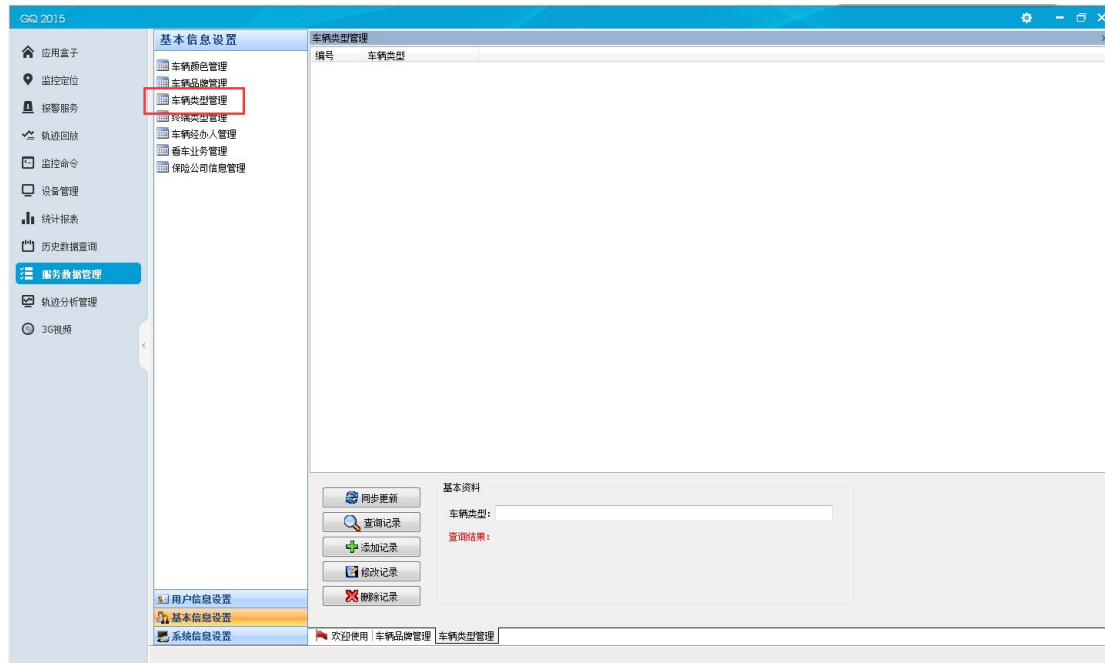 GQ 2015
应用盒子
监控定位
报警服务
轨迹回放
监控命令
设备管理
统计报表
历史数据查询
服务数据管理
轨迹分析管理
3G视频
基本信息设置
车辆颜色管理
车辆品牌管理
车辆类型管理
终端类型管理
车辆经办人管理
看车业务管理
保险公司信息管理
用户信息设置
基本信息设置
系统信息设置
车辆类型管理
编号 车辆类型
同步更新
查询记录
添加记录
修改记录
删除记录
基本资料
车辆类型:
查询结果:
欢迎使用 车辆品牌管理 车辆类型管理